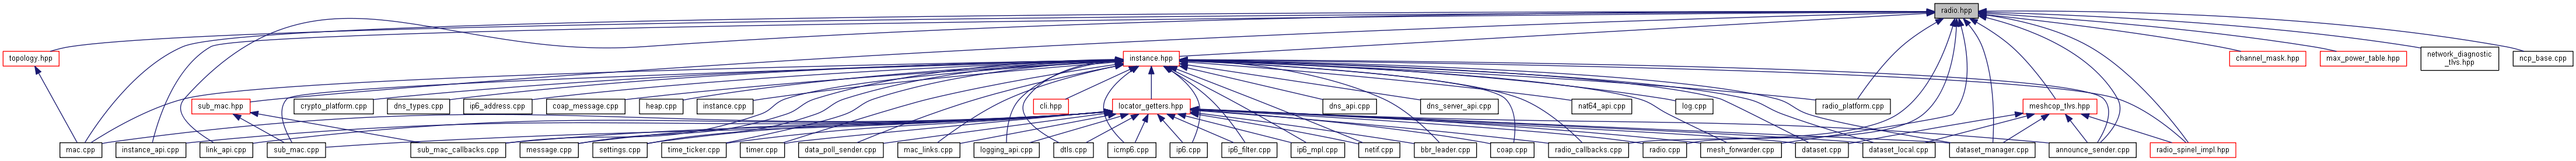 radio.hpp
topology.hpp
instance.hpp
channel_mask.hpp
max_power_table.hpp
network_diagnostic
_tlvs.hpp
ncp_base.cpp
sub_mac.hpp
crypto_platform.cpp
dns_types.cpp
ip6_address.cpp
coap_message.cpp
heap.cpp
instance.cpp
cli.hpp
locator_getters.hpp
dns_api.cpp
dns_server_api.cpp
nat64_api.cpp
log.cpp
radio_platform.cpp
meshcop_tlvs.hpp
mac.cpp
instance_api.cpp
link_api.cpp
sub_mac.cpp
sub_mac_callbacks.cpp
message.cpp
settings.cpp
time_ticker.cpp
timer.cpp
data_poll_sender.cpp
mac_links.cpp
logging_api.cpp
dtls.cpp
icmp6.cpp
ip6.cpp
ip6_filter.cpp
ip6_mpl.cpp
netif.cpp
bbr_leader.cpp
coap.cpp
radio_callbacks.cpp
radio.cpp
mesh_forwarder.cpp
dataset.cpp
dataset_local.cpp
dataset_manager.cpp
announce_sender.cpp
radio_spinel_impl.hpp